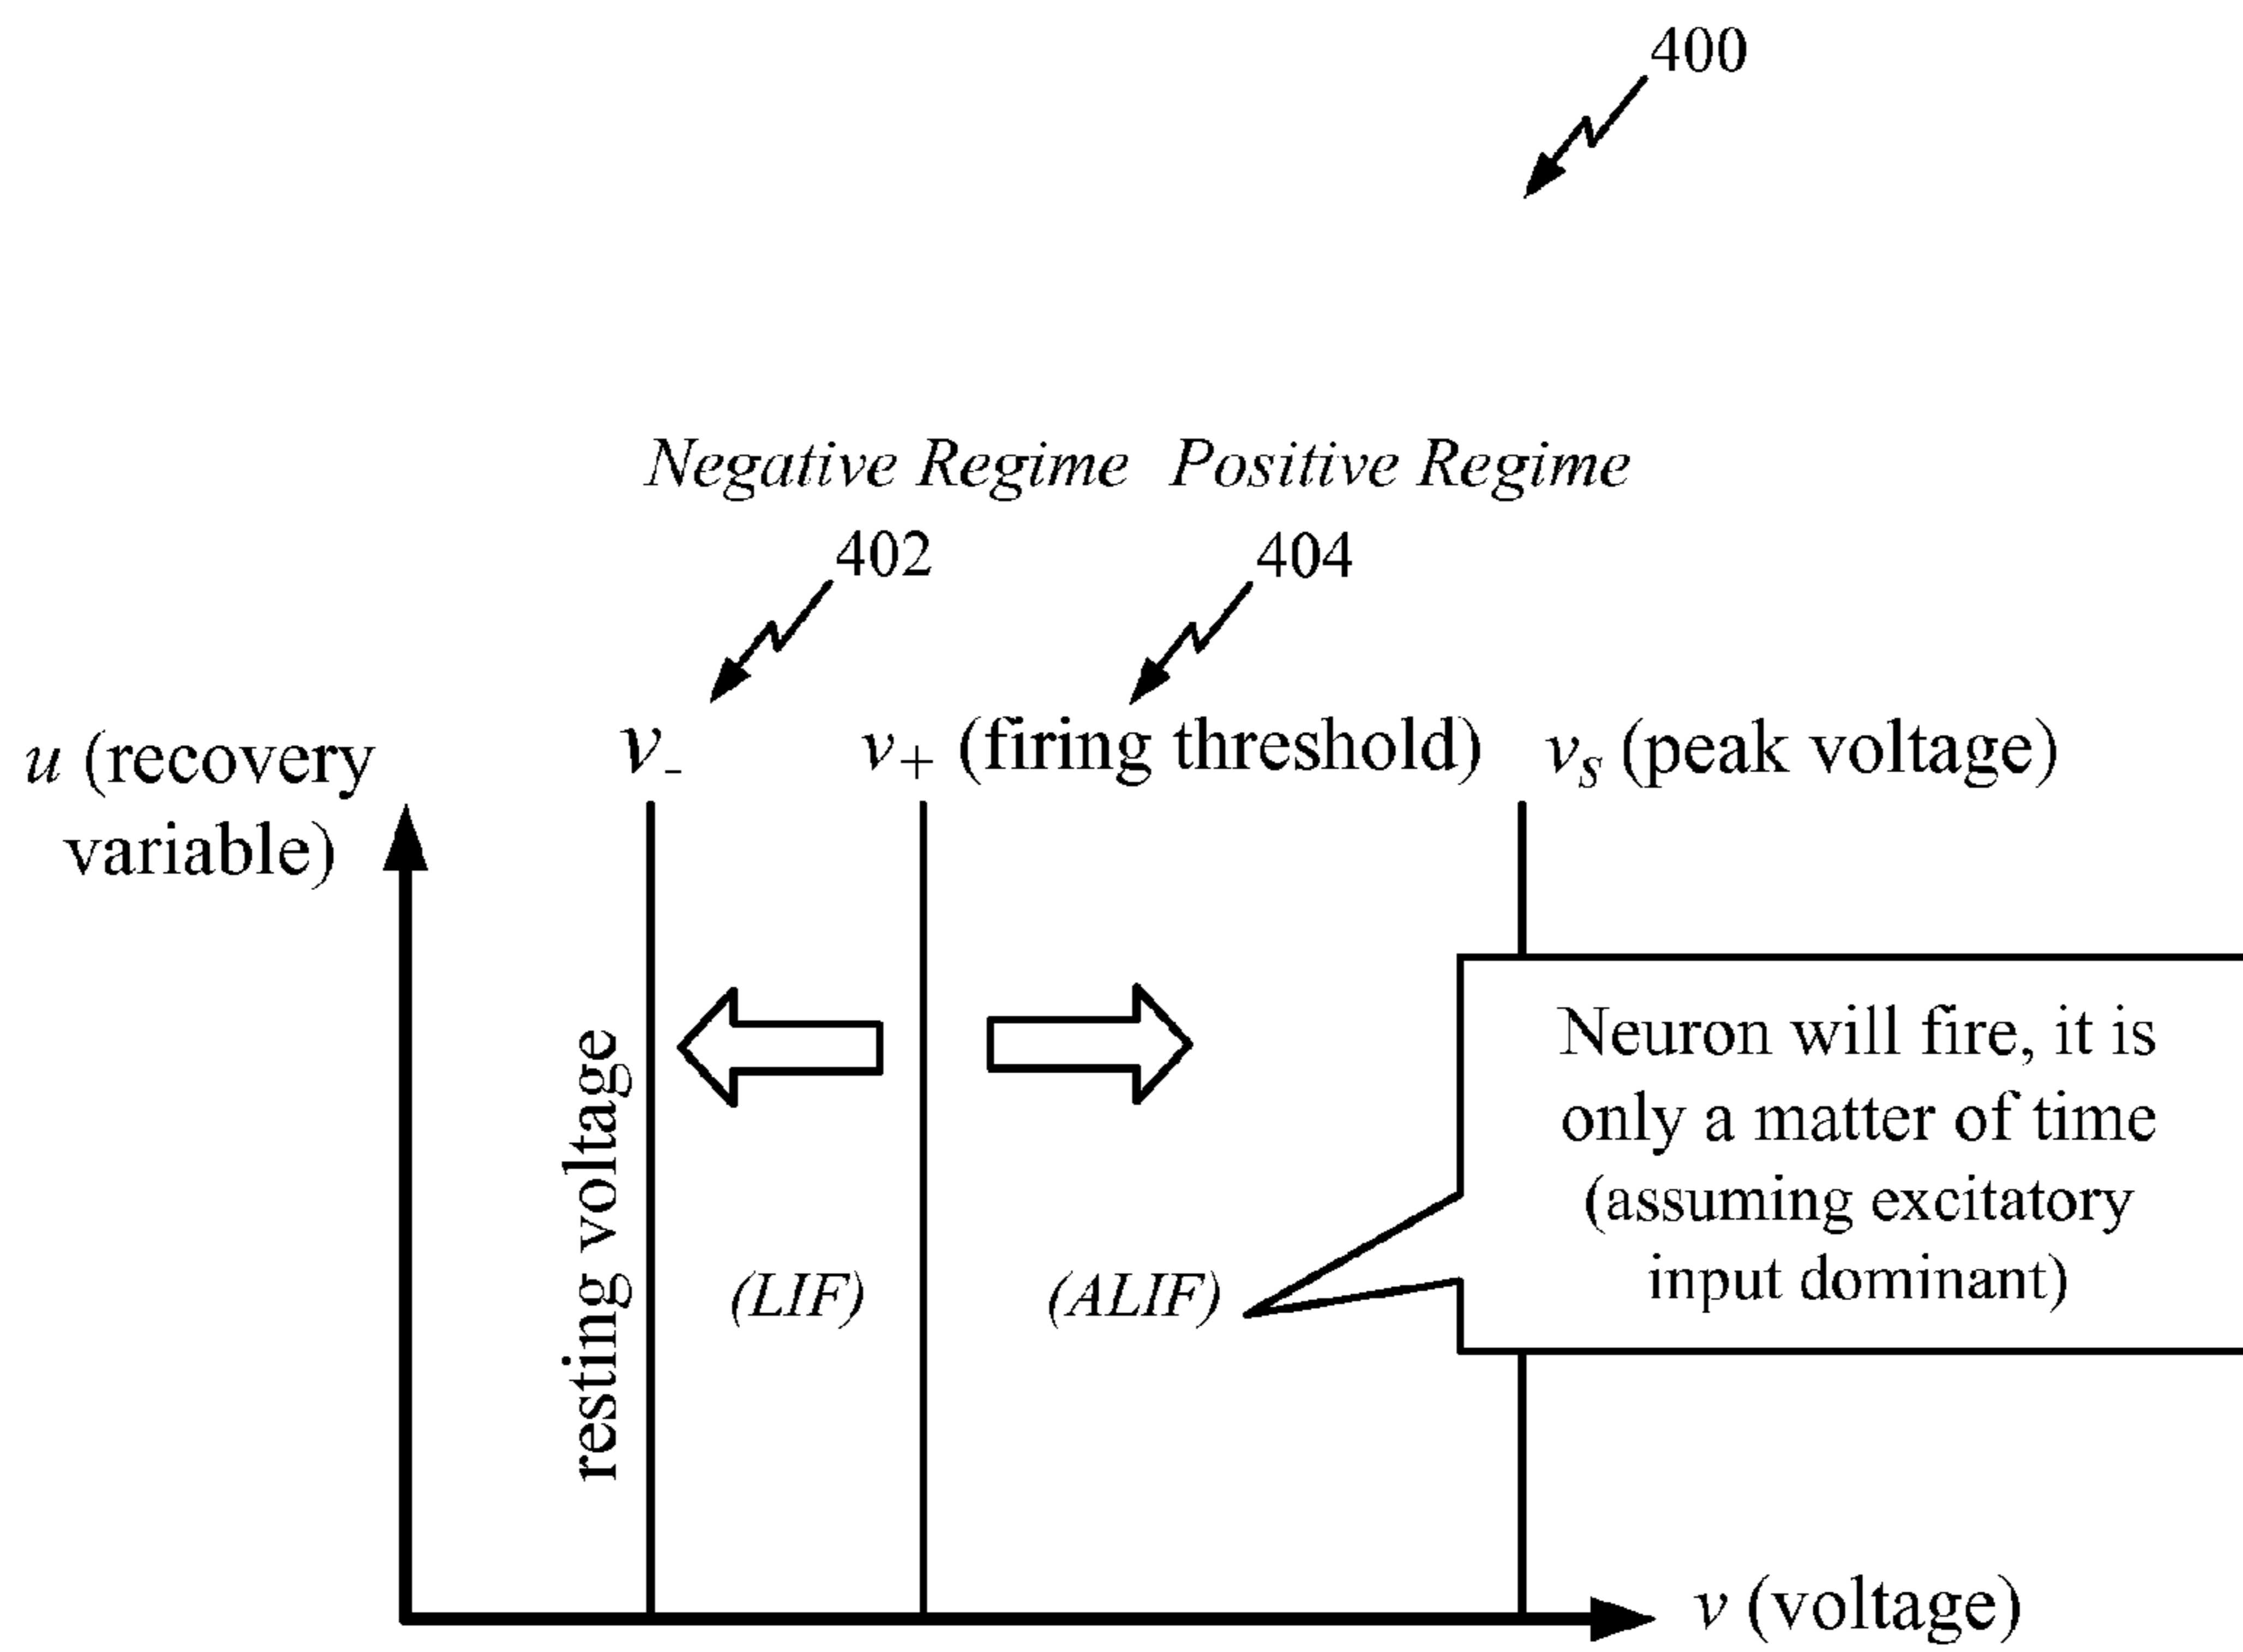 400
Negative Regime Positive Regime
402
404
u (recovery
variable)
v₋
v₊ (firing threshold)
vₛ (peak voltage)
resting voltage
(LIF)
(ALIF)
Neuron will fire, it is
only a matter of time
(assuming excitatory
input dominant)
v (voltage)